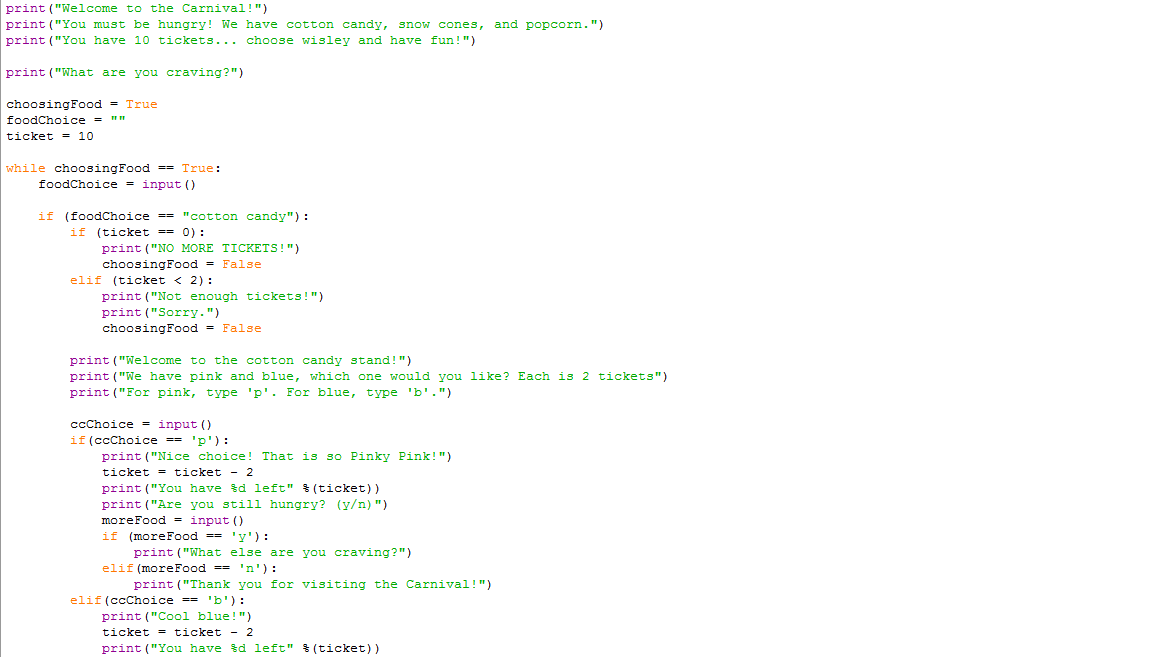 print("Welcome to the Carnival!")
print("You must be hungry! We have cotton candy, snow cones, and popcorn.")
print("You have 10 tickets... choose wisley and have fun!")

print("What are you craving?")

choosingFood = True
foodChoice = ""
ticket = 10

while choosingFood == True:
    foodChoice = input()

    if (foodChoice == "cotton candy"):
        if (ticket == 0):
            print("NO MORE TICKETS!")
            choosingFood = False
        elif (ticket < 2):
            print("Not enough tickets!")
            print("Sorry.")
            choosingFood = False

        print("Welcome to the cotton candy stand!")
        print("We have pink and blue, which one would you like? Each is 2 tickets")
        print("For pink, type 'p'. For blue, type 'b'.")

        ccChoice = input()
        if(ccChoice == 'p'):
            print("Nice choice! That is so Pinky Pink!")
            ticket = ticket - 2
            print("You have %d left" %(ticket))
            print("Are you still hungry? (y/n)")
            moreFood = input()
            if (moreFood == 'y'):
                print("What else are you craving?")
            elif(moreFood == 'n'):
                print("Thank you for visiting the Carnival!")
        elif(ccChoice == 'b'):
            print("Cool blue!")
            ticket = ticket - 2
            print("You have %d left" %(ticket))